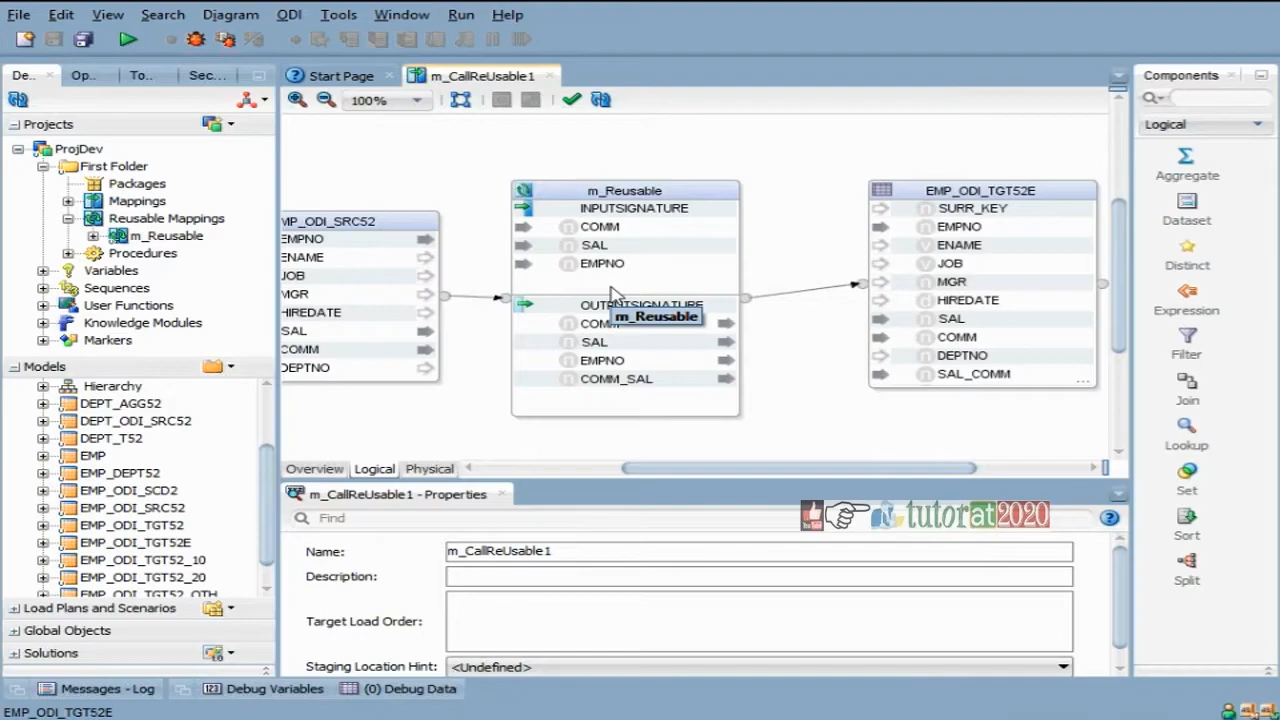 File Edit View Search Diagram ODI Tools Window Run Help
De... Op.. To... Sec...
Start Page m_CallReUsable1
Components
100%
Logical
Projects
ProjDev
First Folder
Packages
Mappings
Reusable Mappings
m_Reusable
Procedures
Variables
Sequences
User Functions
Knowledge Modules
Markers
Models
Hierarchy
DEPT_AGG52
DEPT_ODI_SRC52
DEPT_T52
EMP
EMP_DEPT52
EMP_ODI_SCD2
EMP_ODI_SRC52
EMP_ODI_TGT52
EMP_ODI_TGT52E
EMP_ODI_TGT52_10
EMP_ODI_TGT52_20
EMP_ODI_TGT52_OTH
Load Plans and Scenarios
Global Objects
Solutions
MP_ODI_SRC52
EMPNO
ENAME
JOB
MGR
HIREDATE
SAL
COMM
DEPTNO
m_Reusable
INPUTSIGNATURE
COMM
SAL
EMPNO
OUTPUTSIGNATURE
m_Reusable
SAL
EMPNO
COMM_SAL
EMP_ODI_TGT52E
SURR_KEY
EMPNO
ENAME
JOB
MGR
HIREDATE
SAL
COMM
DEPTNO
SAL_COMM
...
Aggregate
Dataset
Distinct
Expression
Filter
Join
Lookup
Set
Sort
Split
Overview Logical Physical
m_CallReUsable1 - Properties
Find
tutorat2020
Name: m_CallReUsable1
Description:
Target Load Order:
Staging Location Hint: <Undefined>
Messages - Log Debug Variables (0) Debug Data
EMP_ODI_TGT52E